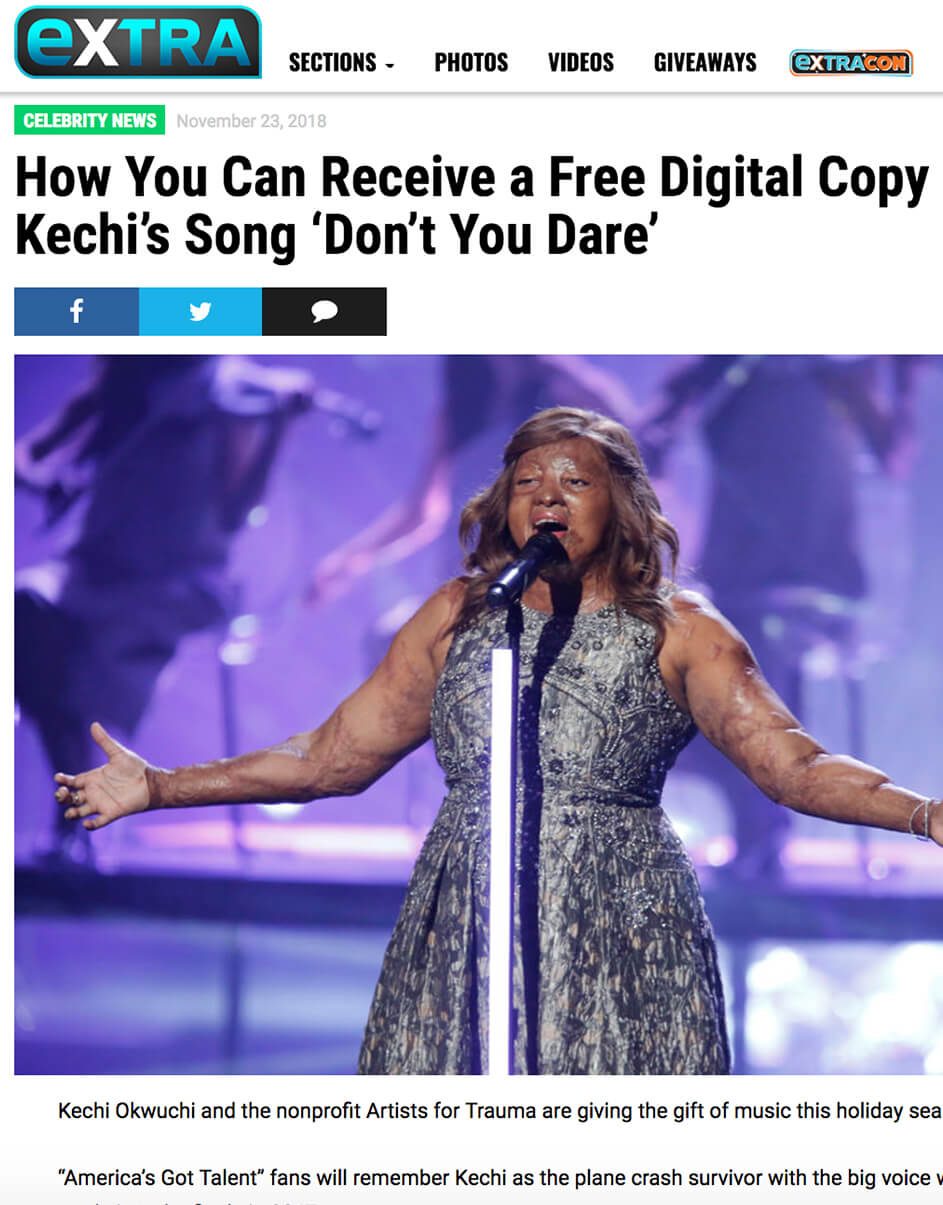 eXTRA
SECTIONS
PHOTOS
VIDEOS
GIVEAWAYS
eXTRACON
CELEBRITY NEWS
November 23, 2018
How You Can Receive a Free Digital Copy
Kechi’s Song ‘Don’t You Dare’
Kechi Okwuchi and the nonprofit Artists for Trauma are giving the gift of music this holiday sea
“America’s Got Talent” fans will remember Kechi as the plane crash survivor with the big voice